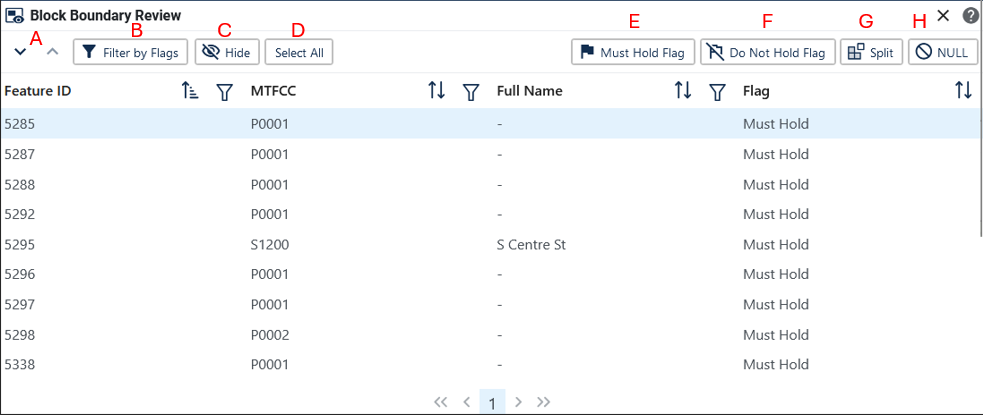 Block Boundary Review
A B C D E F G H
Filter by Flags Hide Select All Must Hold Flag Do Not Hold Flag Split NULL
Feature ID MTFCC Full Name Flag
5285 P0001 - Must Hold
5287 P0001 - Must Hold
5288 P0001 - Must Hold
5292 P0001 - Must Hold
5295 S1200 S Centre St Must Hold
5296 P0001 - Must Hold
5297 P0001 - Must Hold
5298 P0002 - Must Hold
5338 P0001 - Must Hold
1